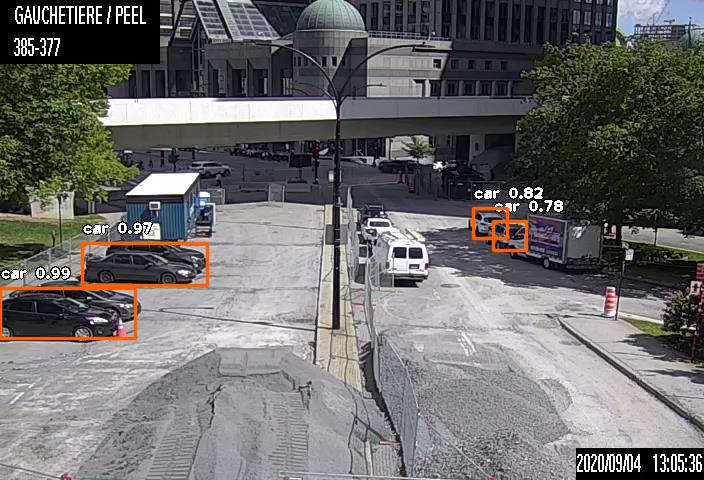 GAUCHETIERE / PEEL
385-377
car 0.82
car 0.78
car 0.97
car 0.99
2020/09/04 13:05:36